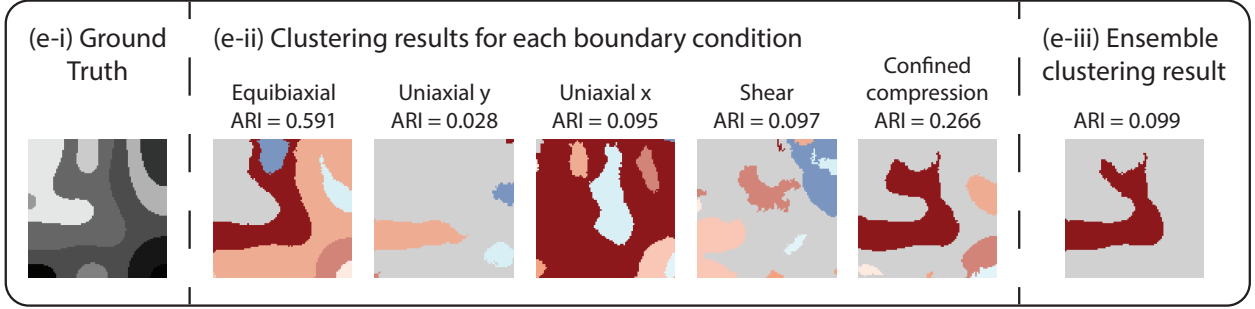 (e-i) Ground
Truth
(e-ii) Clustering results for each boundary condition
Equibiaxial
ARI = 0.591
Uniaxial y
ARI = 0.028
Uniaxial x
ARI = 0.095
Shear
ARI = 0.097
Confined
compression
ARI = 0.266
(e-iii) Ensemble
clustering result
ARI = 0.099